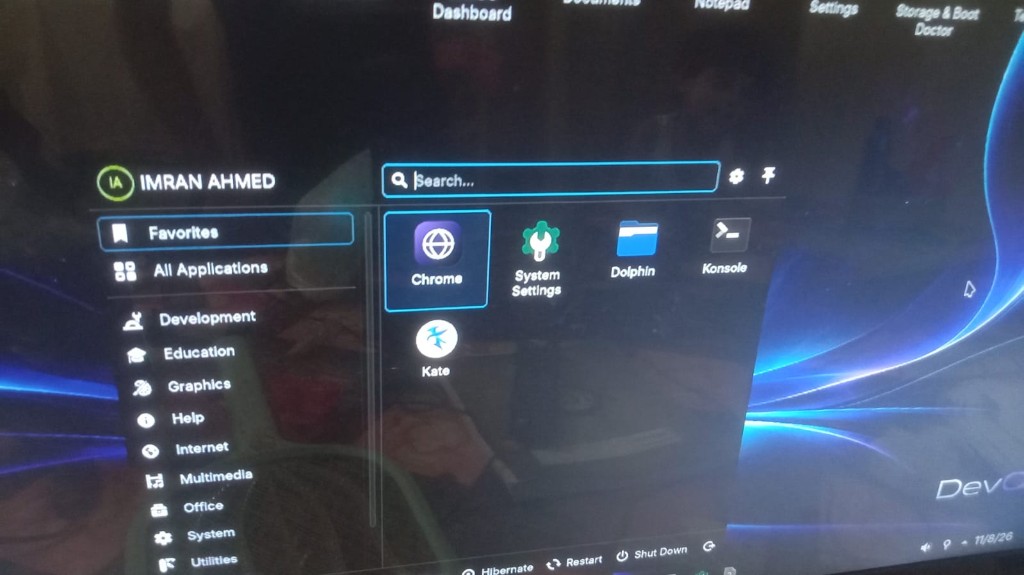 Dashboard
Documents
Notepad
Settings
Storage & Boot
Doctor
IA
IMRAN AHMED
Search...
Favorites
All Applications
Development
Education
Graphics
Help
Internet
Multimedia
Office
System
Utilities
Chrome
System
Settings
Dolphin
Konsole
Kate
Hibernate
Restart
Shut Down
11/8/26